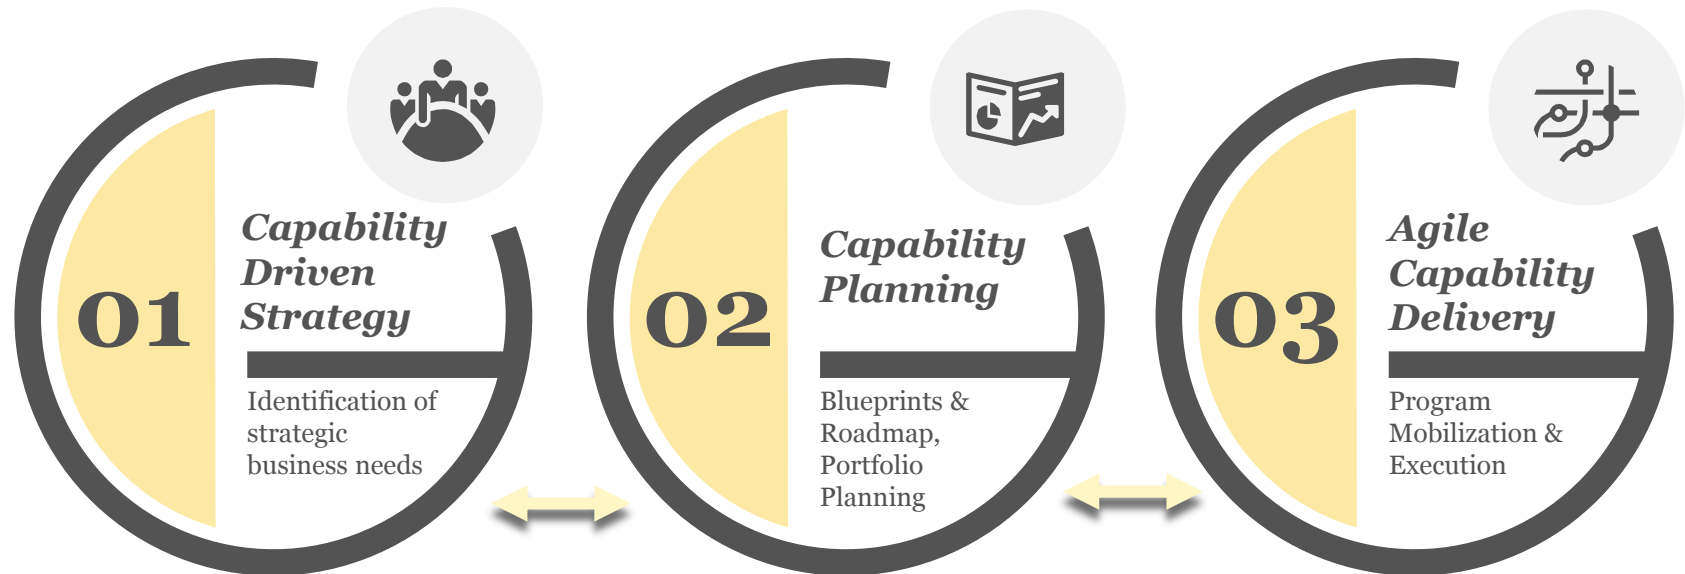 01
Capability
Driven
Strategy
Identification of
strategic
business needs
02
Capability
Planning
Blueprints &
Roadmap,
Portfolio
Planning
03
Agile
Capability
Delivery
Program
Mobilization &
Execution